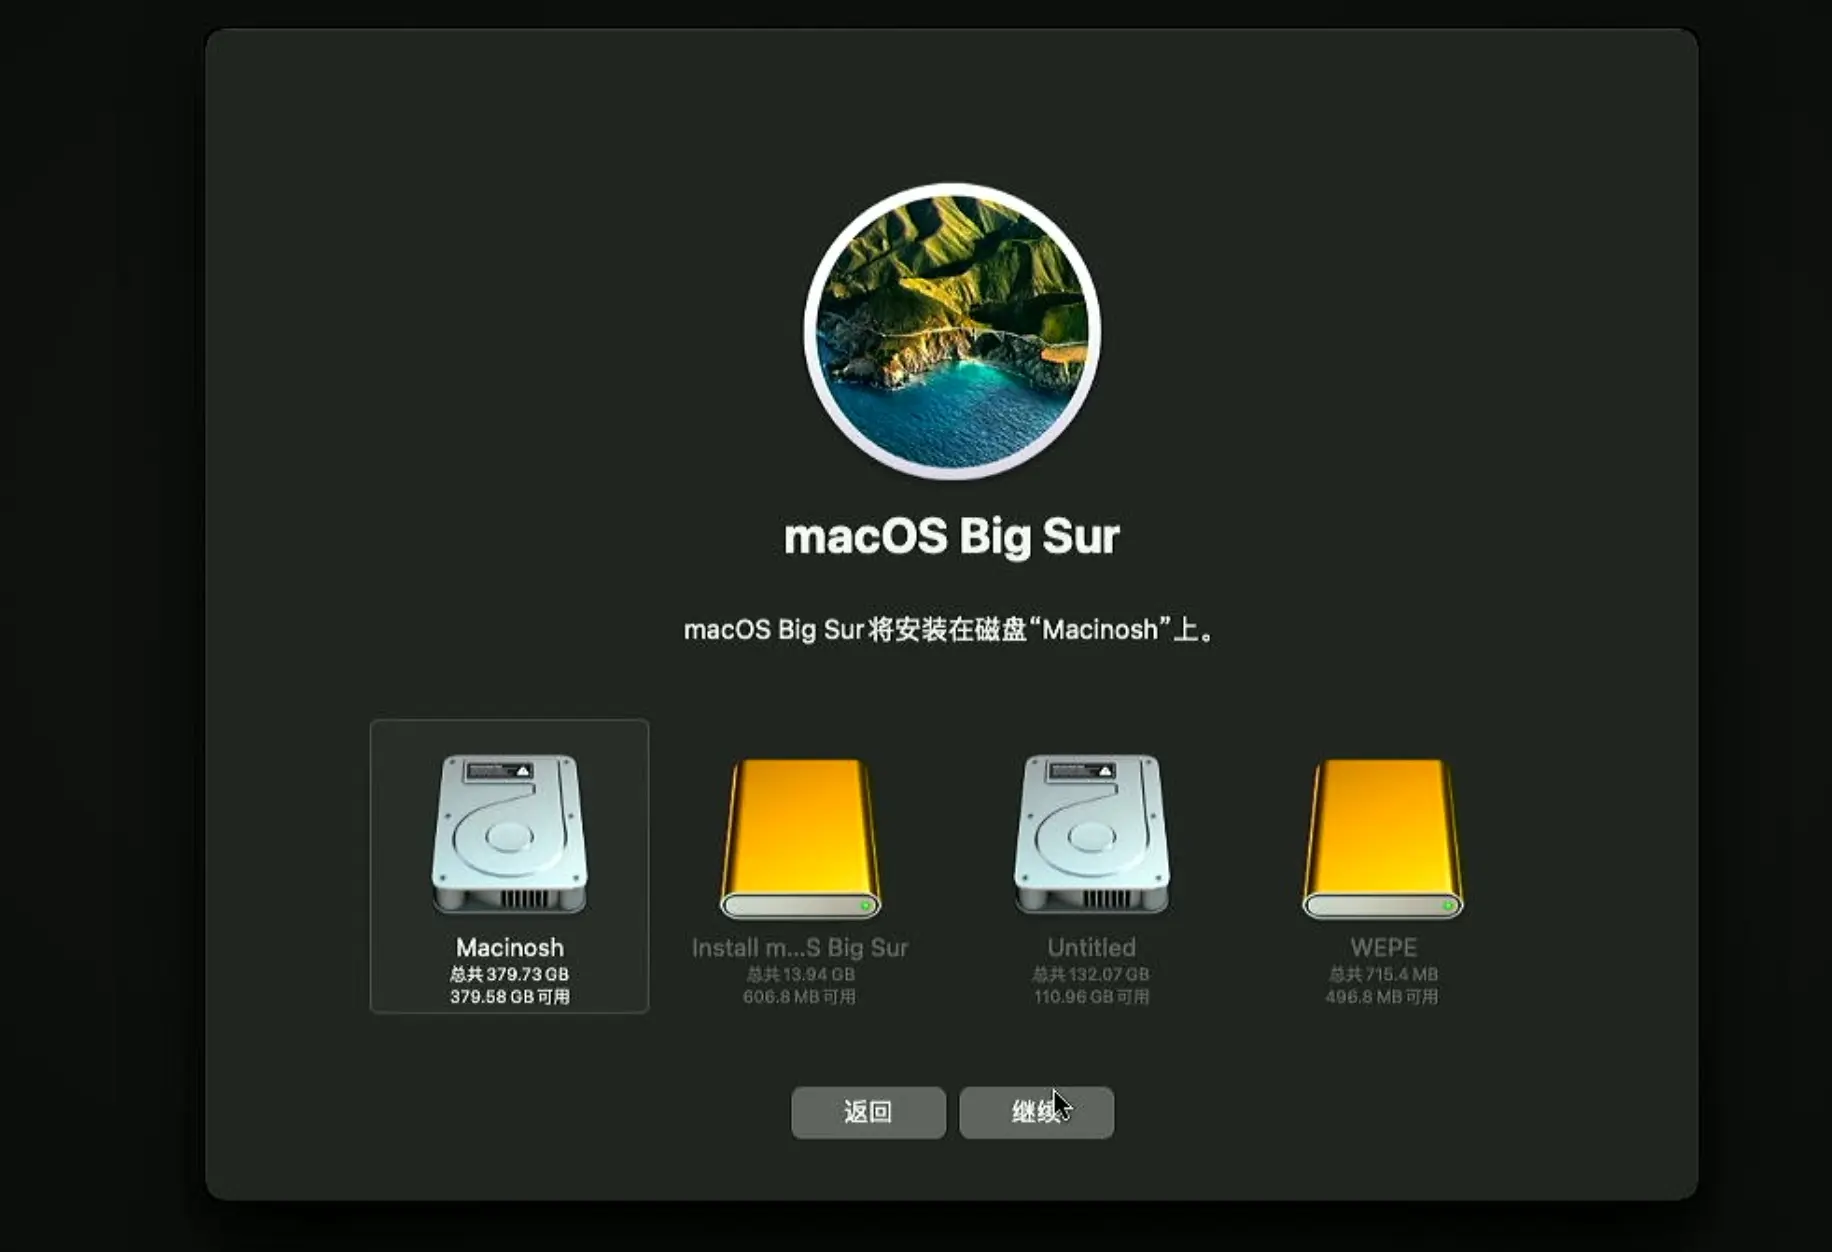 macOS Big Sur
macOS Big Sur将安装在磁盘“Macinosh”上。
Macinosh
总共 379.73 GB
379.58 GB 可用
Install m...S Big Sur
总共 13.94 GB
606.8 MB 可用
Untitled
总共 132.07 GB
110.96 GB 可用
WEPE
总共 715.4 MB
496.8 MB 可用
返回
继续